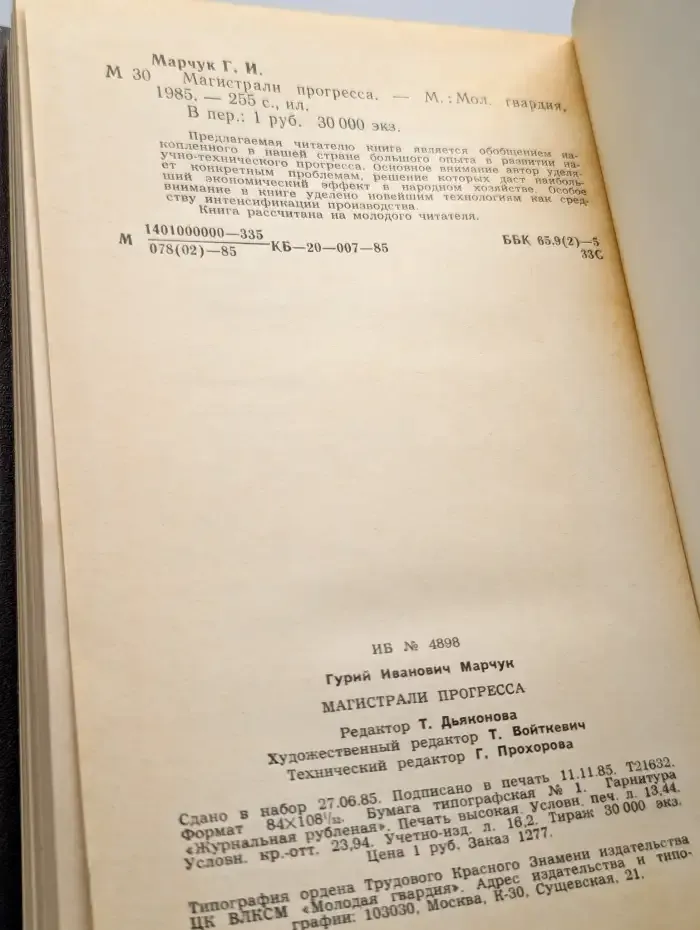 Марчук Г. И.
М 30 Магистрали прогресса. — М.: Мол. гвардия,
1985. — 255 с., ил.
В пер.: 1 руб. 30 000 экз.
Предлагаемая читателю книга является обобщением на-
копленного в нашей стране большого опыта в развитии на-
учно-технического прогресса. Основное внимание автор уделя-
ет конкретным проблемам, решение которых даст наиболь-
ший экономический эффект в народном хозяйстве. Особое
внимание в книге уделено новейшим технологиям как сред-
ству интенсификации производства.
Книга рассчитана на молодого читателя.
М 1401000000—335
078(02)—85 КБ—20—007—85
ББК 65.9(2)—5
33С
ИБ № 4898
Гурий Иванович Марчук
МАГИСТРАЛИ ПРОГРЕССА
Редактор Т. Дьяконова
Художественный редактор Т. Войткевич
Технический редактор Г. Прохорова
Сдано в набор 27.06.85. Подписано в печать 11.11.85. Т21632.
Формат 84×108¹/₃₂. Бумага типографская № 1. Гарнитура
«Журнальная рубленая». Печать высокая. Условн. печ. л. 13,44.
Условн. кр.-отт. 23,94. Учетно-изд. л. 16,2. Тираж 30 000 экз.
Цена 1 руб. Заказ 1277.
Типография ордена Трудового Красного Знамени издательства
ЦК ВЛКСМ «Молодая гвардия». Адрес издательства и типо-
графии: 103030, Москва, К-30, Сущевская, 21.